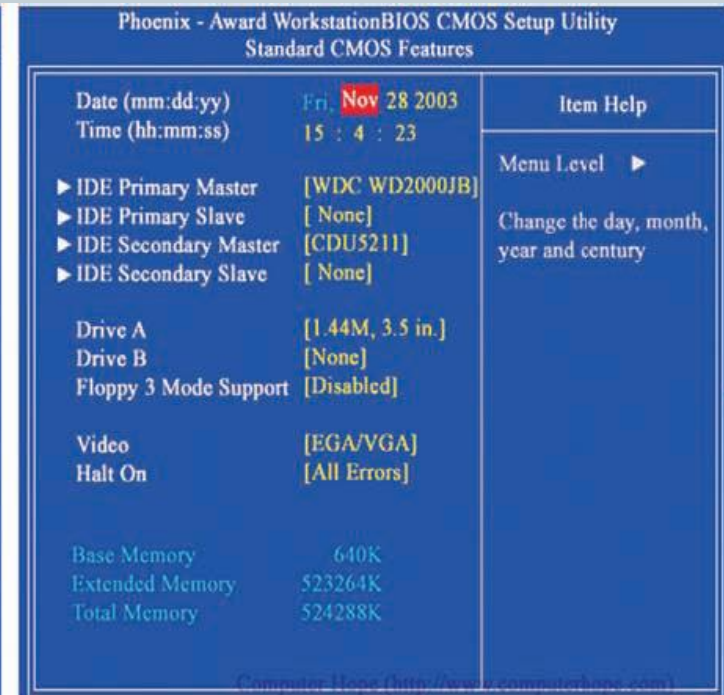 Phoenix - Award WorkstationBIOS CMOS Setup Utility
Standard CMOS Features
Date (mm:dd:yy) Fri, Nov 28 2003
Time (hh:mm:ss) 15 : 4 : 23
▶ IDE Primary Master [WDC WD2000JB]
▶ IDE Primary Slave [ None]
▶ IDE Secondary Master [CDU5211]
▶ IDE Secondary Slave [ None]
Drive A [1.44M, 3.5 in.]
Drive B [None]
Floppy 3 Mode Support [Disabled]
Video [EGA/VGA]
Halt On [All Errors]
Base Memory 640K
Extended Memory 523264K
Total Memory 524288K
Item Help
Menu Level ▶
Change the day, month,
year and century
Computer Hope (http://www.computerhope.com)